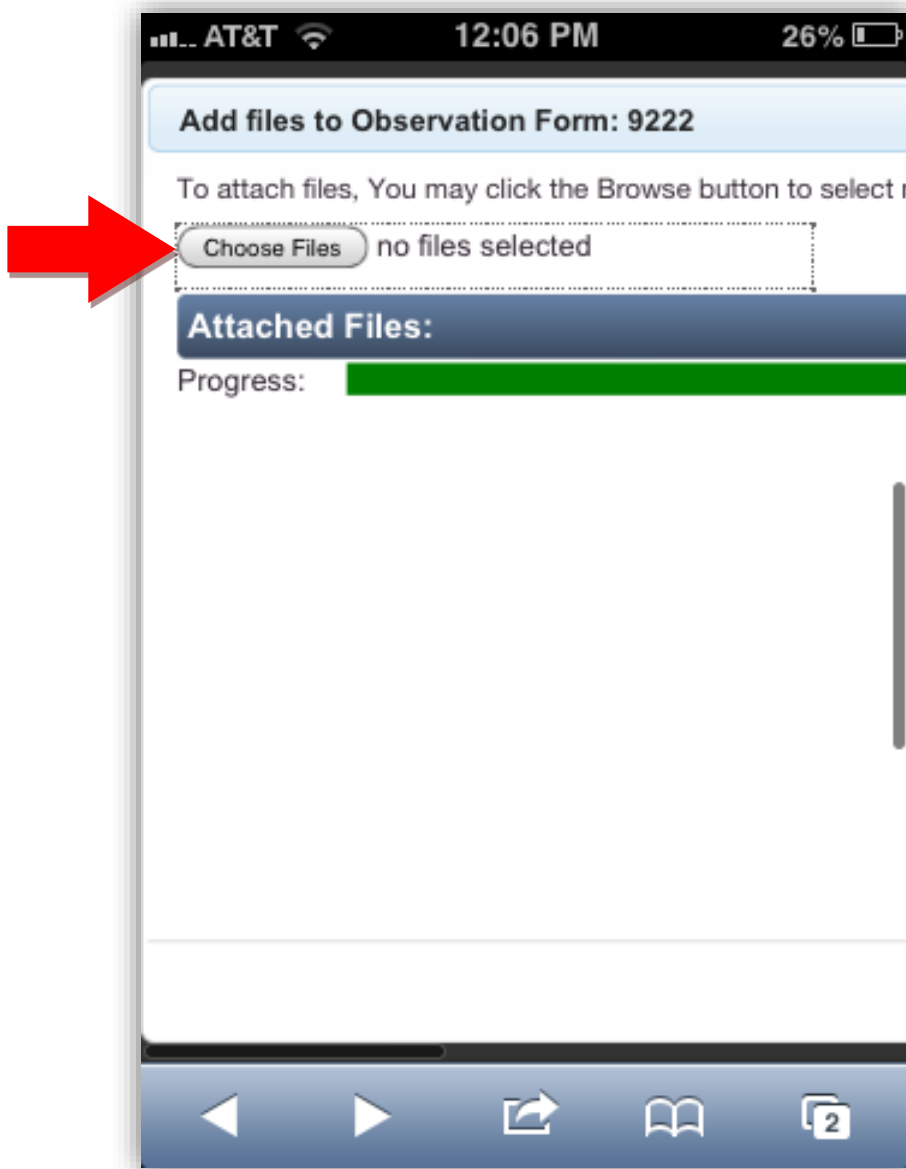 AT&T 12:06 PM 26%
Add files to Observation Form: 9222
To attach files, You may click the Browse button to select
Choose Files no files selected
Attached Files:
Progress:
2